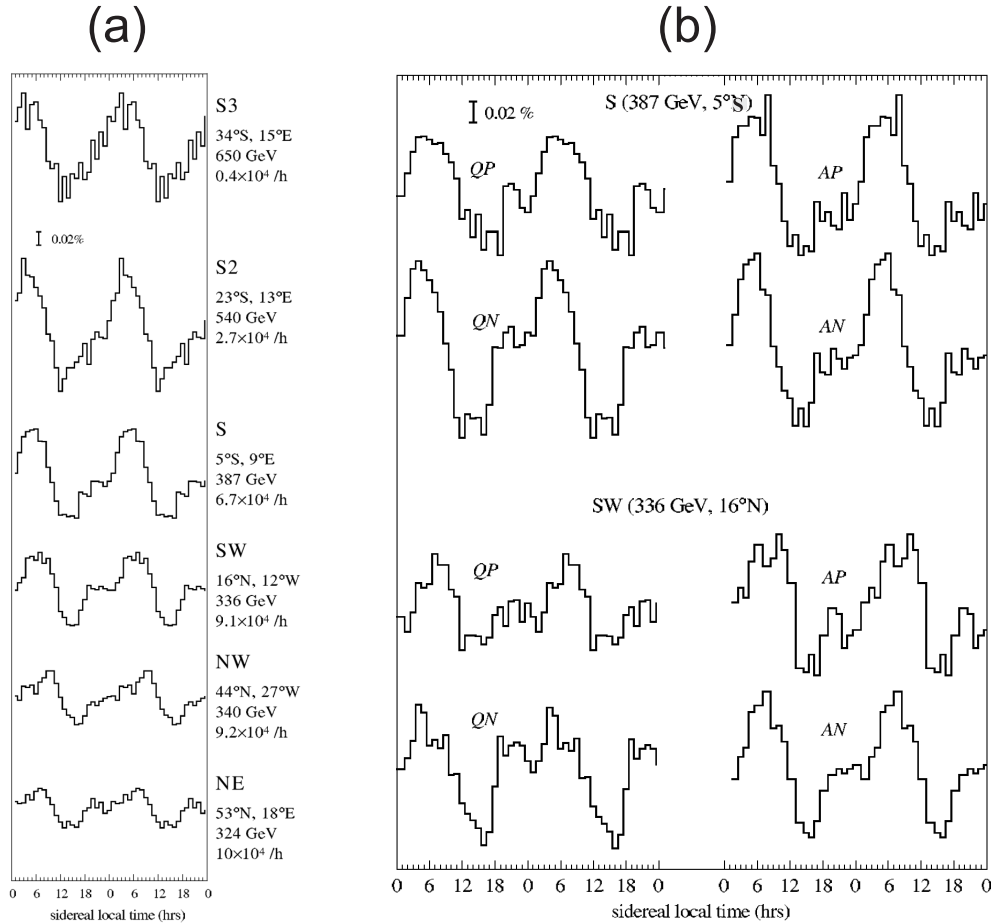 (a)
S3
34°S, 15°E
650 GeV
0.4×10⁴ /h
0.02%
S2
23°S, 13°E
540 GeV
2.7×10⁴ /h
S
5°S, 9°E
387 GeV
6.7×10⁴ /h
SW
16°N, 12°W
336 GeV
9.1×10⁴ /h
NW
44°N, 27°W
340 GeV
9.2×10⁴ /h
NE
53°N, 18°E
324 GeV
10×10⁴ /h
0 6 12 18 0 6 12 18 0
sidereal local time (hrs)
(b)
0.02 %
S (387 GeV, 5°S)
QP
AP
QN
AN
SW (336 GeV, 16°N)
QP
AP
QN
AN
0 6 12 18 0 6 12 18 0
0 6 12 18 0 6 12 18 0
sidereal local time (hrs)